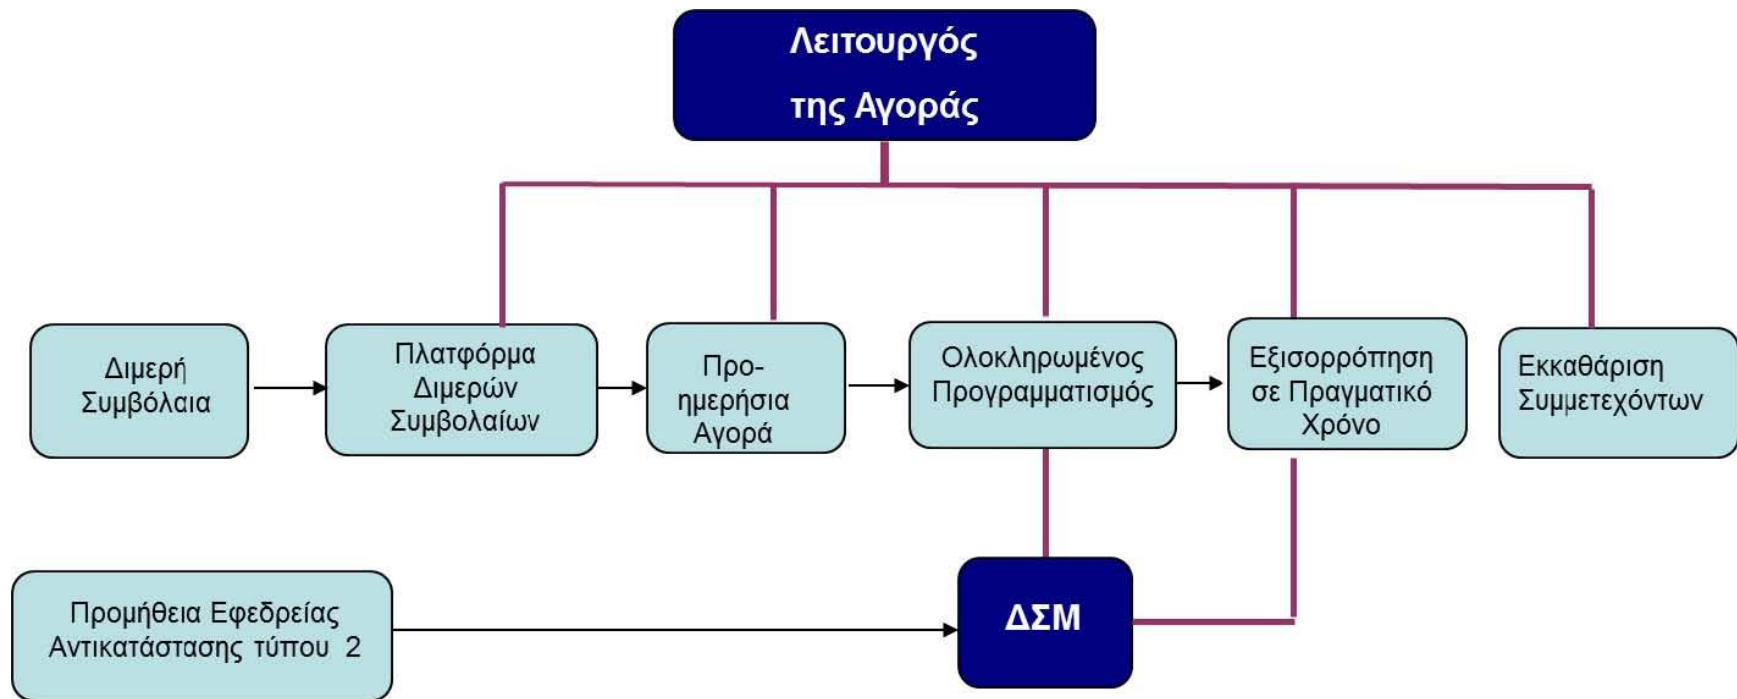 Λειτουργός
της Αγοράς
Διμερή
Συμβόλαια
Πλατφόρμα
Διμερών
Συμβολαίων
Προ-
ημερήσια
Αγορά
Ολοκληρωμένος
Προγραμματισμός
Εξισορρόπηση
σε Πραγματικό
Χρόνο
Εκκαθάριση
Συμμετεχόντων
Προμήθεια Εφεδρείας
Αντικατάστασης τύπου 2
ΔΣΜ